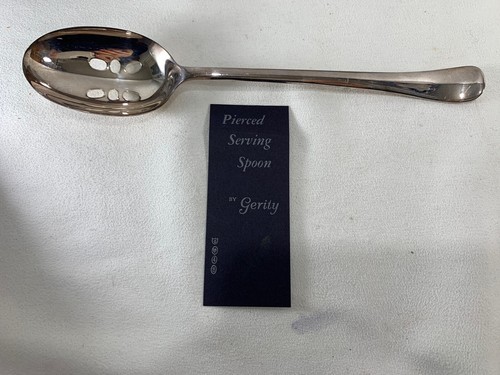 Pierced
Serving
Spoon
BY Gerity